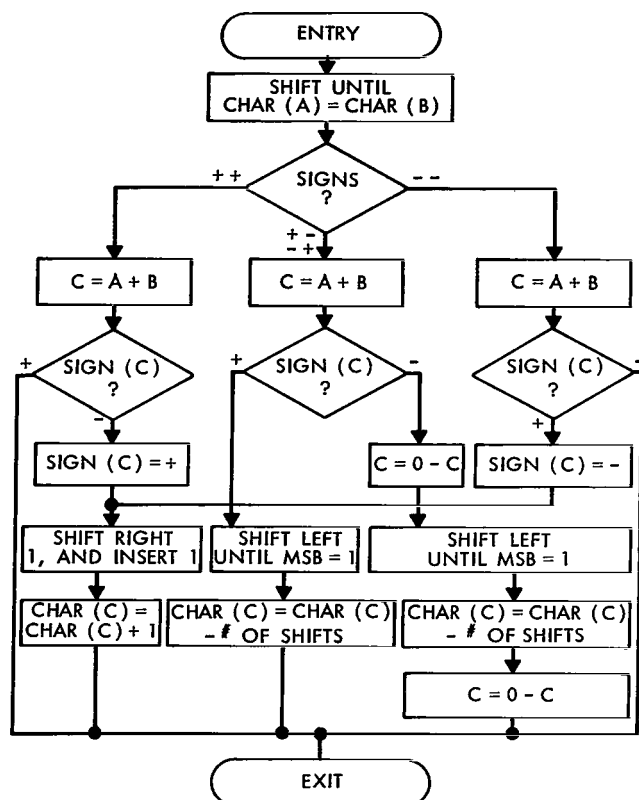 ENTRY
SHIFT UNTIL
CHAR (A) = CHAR (B)
SIGNS
?
+ +
- -
+ -
- +
C = A + B
C = A + B
C = A + B
SIGN (C)
?
+
-
SIGN (C)
?
+
-
SIGN (C)
?
-
+
SIGN (C) = +
C = 0 - C
SIGN (C) = -
SHIFT RIGHT
1, AND INSERT 1
SHIFT LEFT
UNTIL MSB = 1
SHIFT LEFT
UNTIL MSB = 1
CHAR (C) =
CHAR (C) + 1
CHAR (C) = CHAR (C)
- # OF SHIFTS
CHAR (C) = CHAR (C)
- # OF SHIFTS
C = 0 - C
EXIT